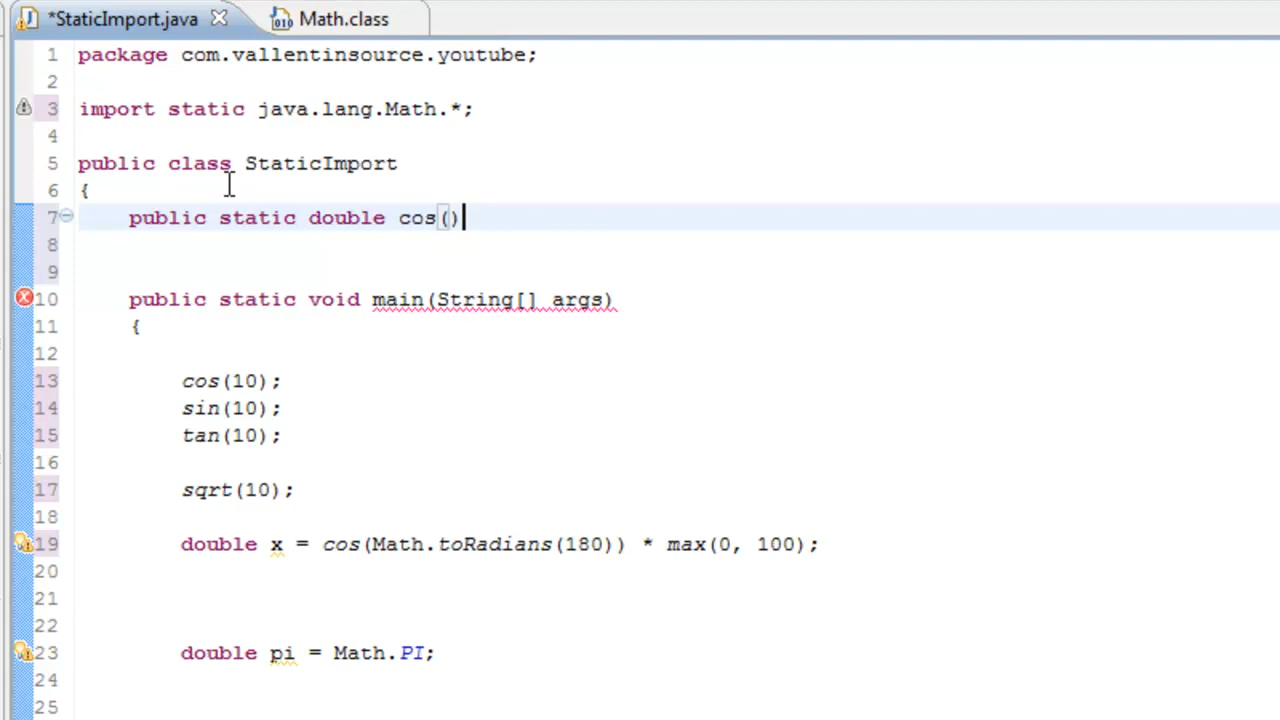 *StaticImport.java Math.class
1 package com.vallentinsource.youtube;
2
3 import static java.lang.Math.*;
4
5 public class StaticImport
6 {
7 public static double cos()
8
9
10 public static void main(String[] args)
11 {
12
13 cos(10);
14 sin(10);
15 tan(10);
16
17 sqrt(10);
18
19 double x = cos(Math.toRadians(180)) * max(0, 100);
20
21
22
23 double pi = Math.PI;
24
25